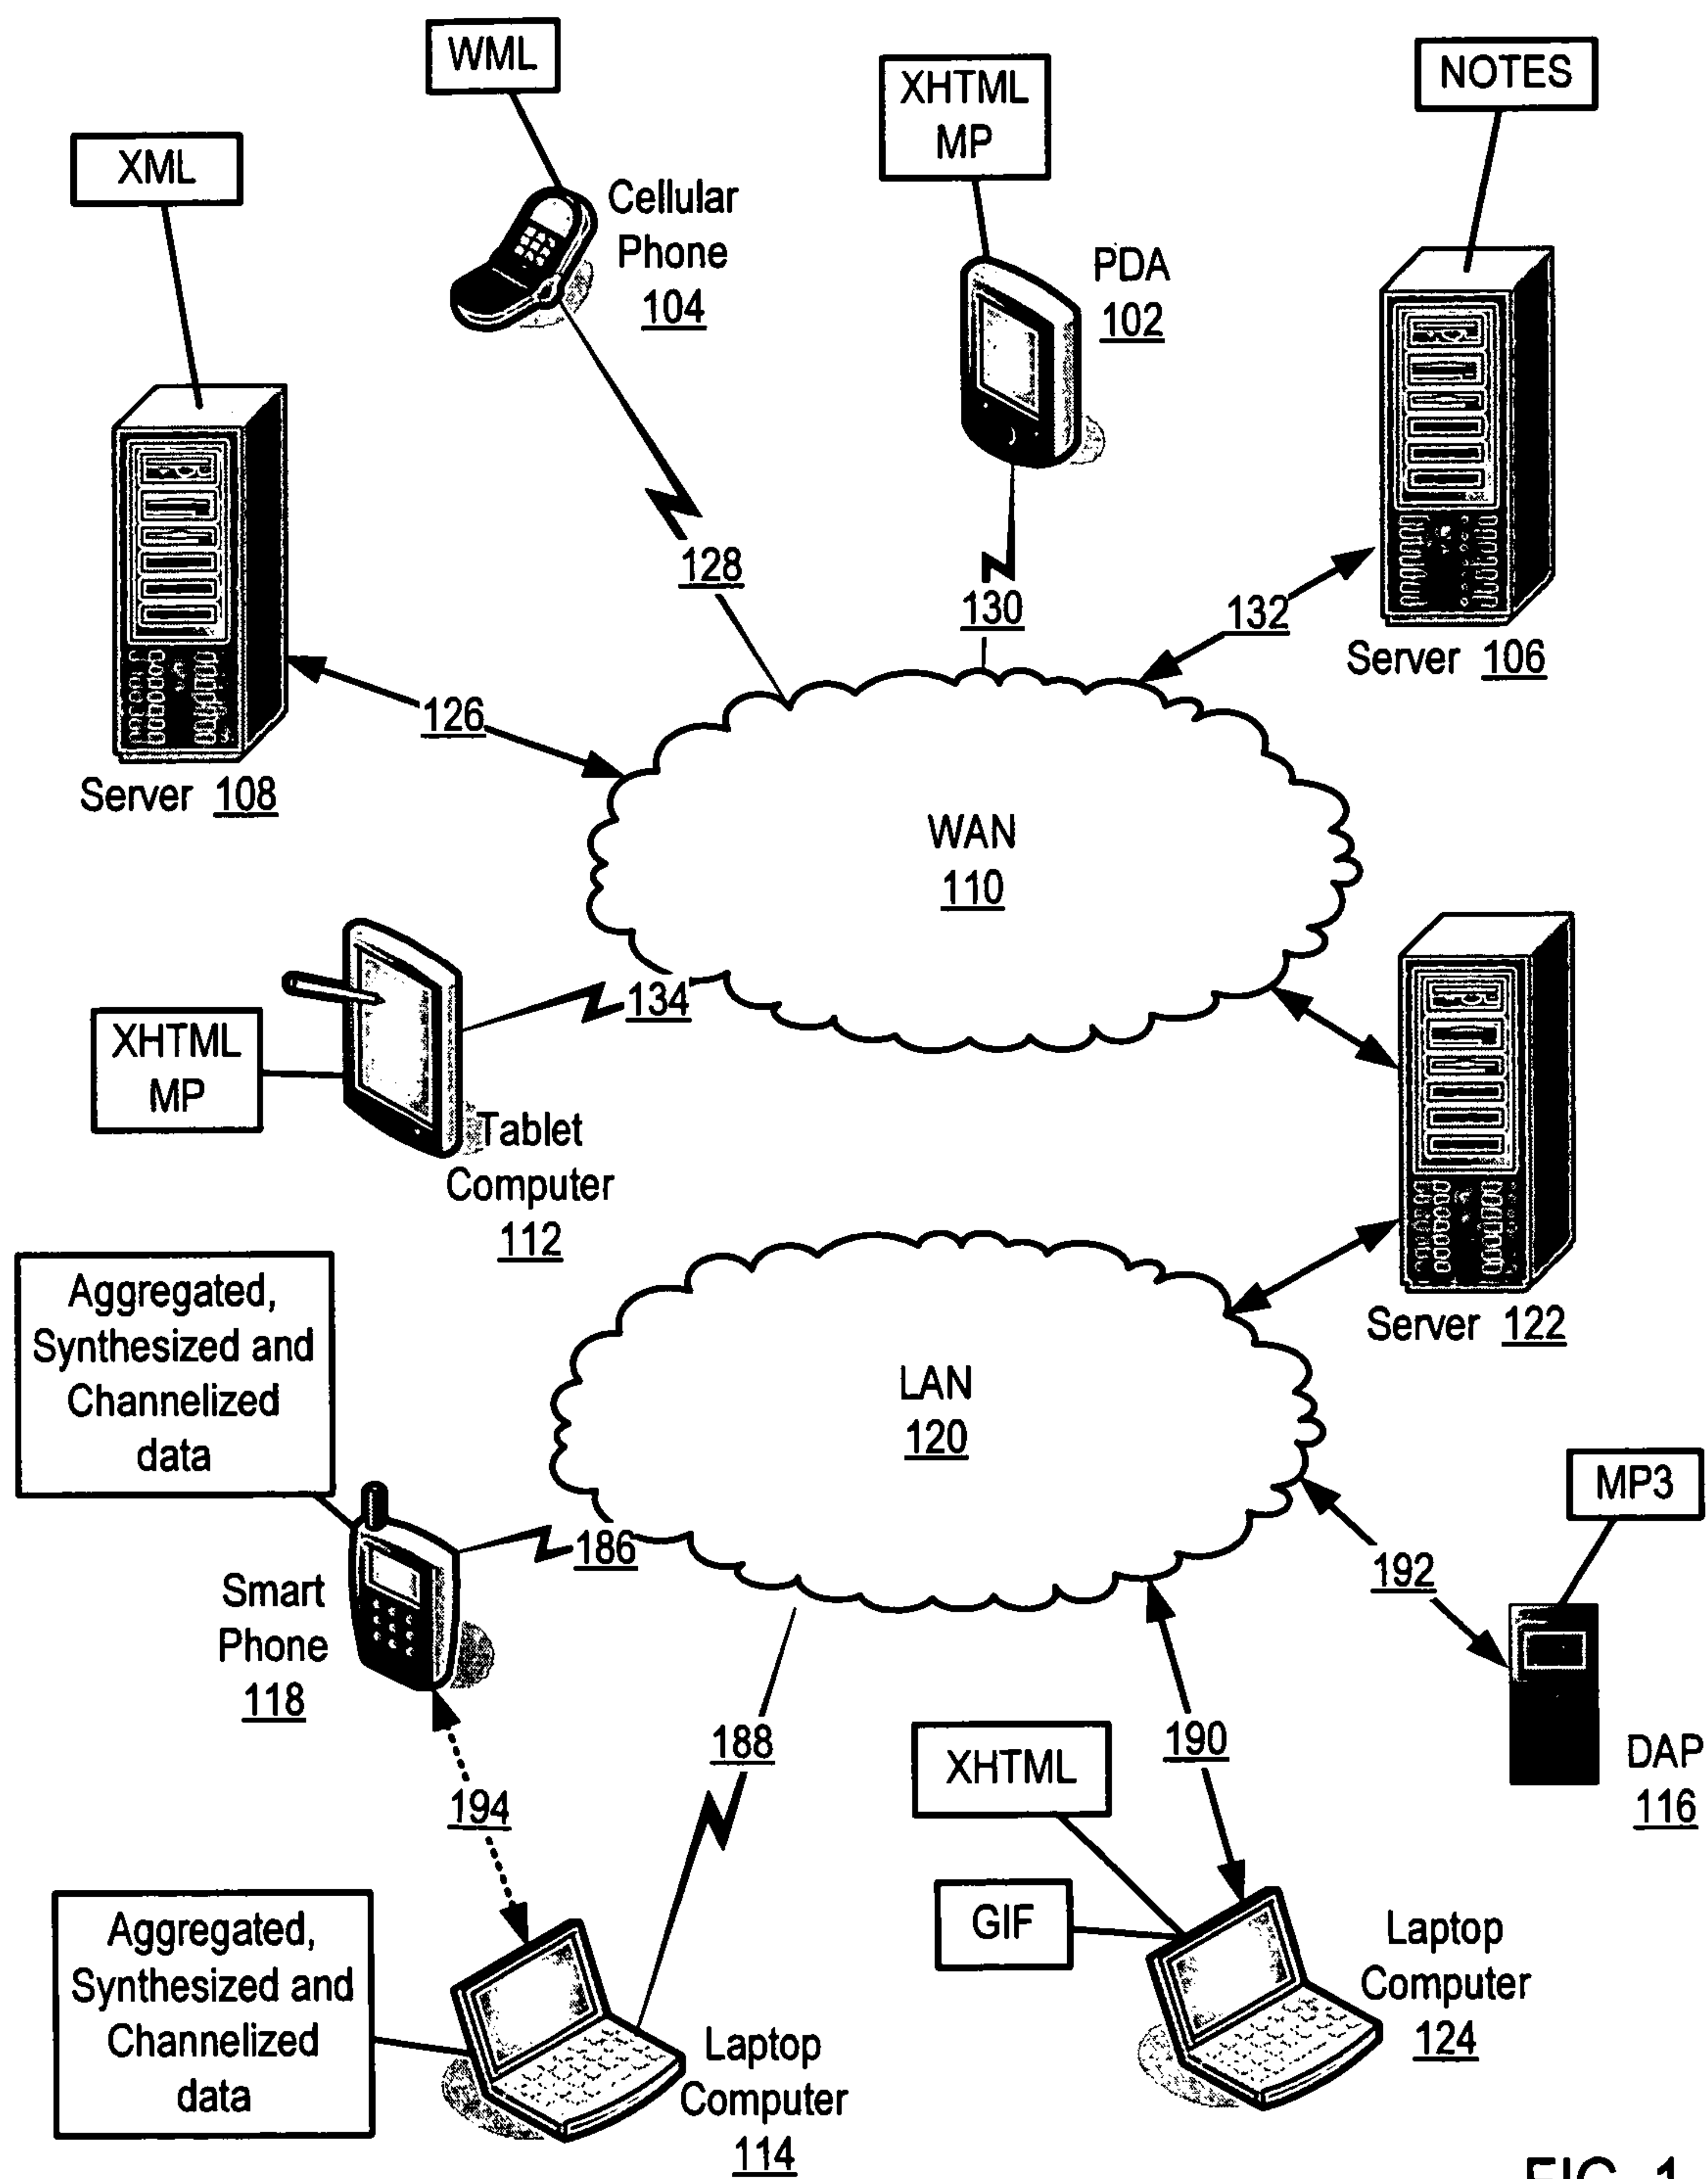 WML
XHTML
MP
NOTES
XML
Cellular
Phone
104
PDA
102
128
130
132
Server 106
126
Server 108
WAN
110
134
XHTML
MP
Tablet
Computer
112
Server 122
Aggregated,
Synthesized and
Channelized
data
LAN
120
MP3
186
192
Smart
Phone
118
188
190
XHTML
DAP
116
194
GIF
Aggregated,
Synthesized and
Channelized
data
Laptop
Computer
124
Laptop
Computer
114
FIG. 1